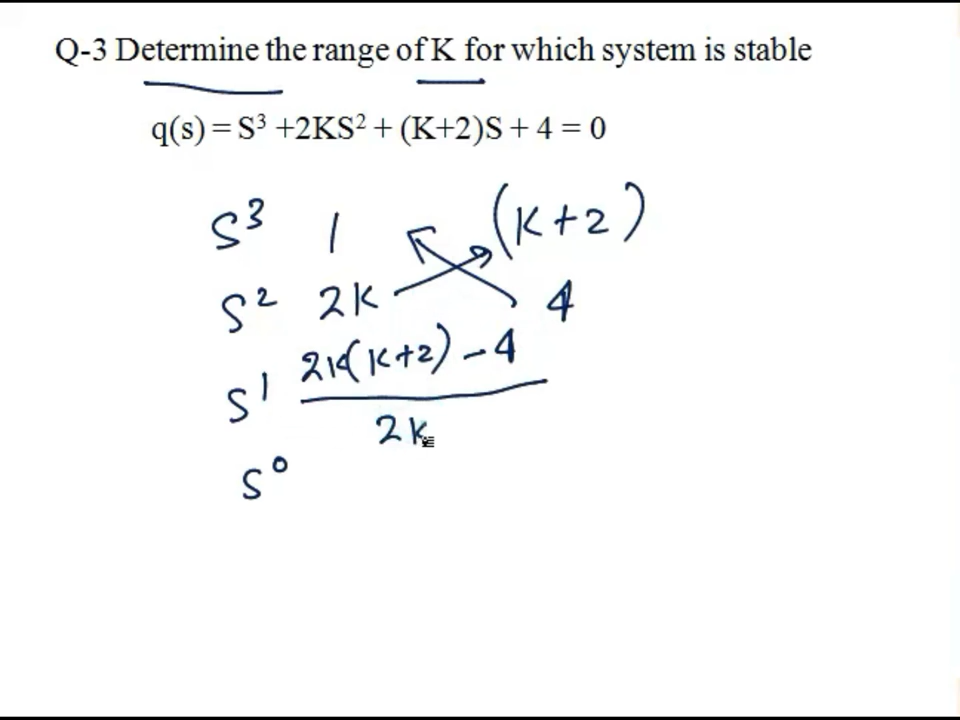 Q-3 Determine the range of K for which system is stable
q(s) = S³ +2KS² + (K+2)S + 4 = 0
S³ 1 (K+2)
S² 2K 4
S¹ 2K(K+2) - 4
2K
S⁰